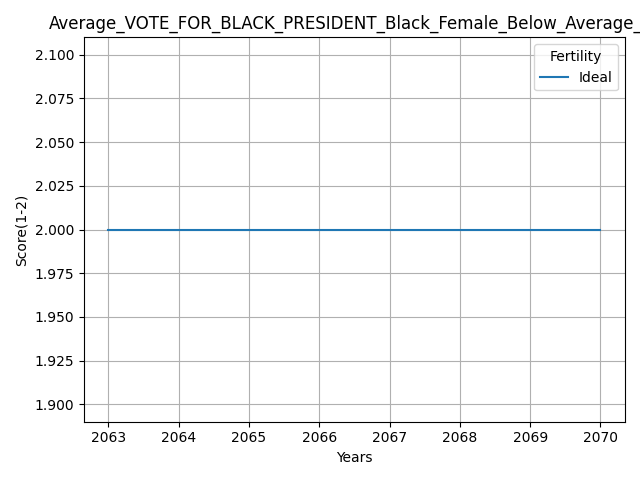 Average_VOTE_FOR_BLACK_PRESIDENT_Black_Female_Below_Average_
Fertility
Ideal
2.100
2.075
2.050
2.025
2.000
1.975
1.950
1.925
1.900
Score(1-2)
2063 2064 2065 2066 2067 2068 2069 2070
Years